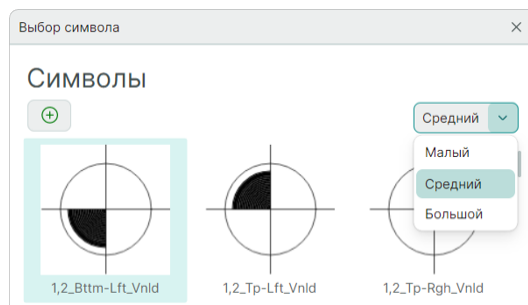 Выбор символа
Символы
Средний
Малый
Средний
Большой
1,2_Bttm-Lft_Vnld
1,2_Tp-Lft_Vnld
1,2_Tp-Rgh_Vnld